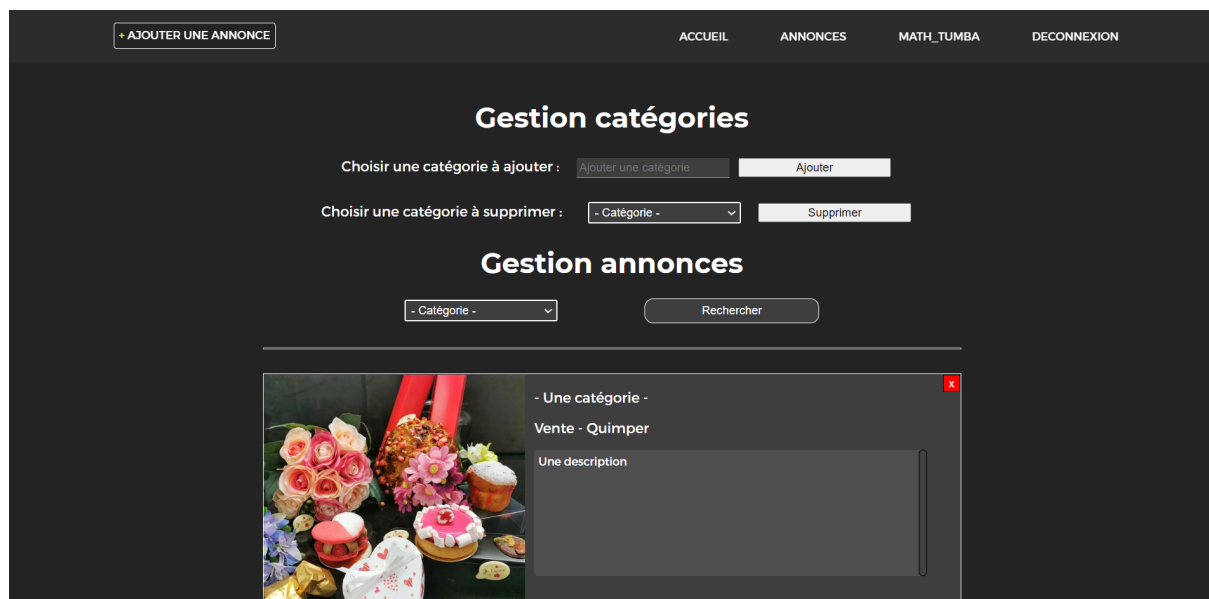 + AJOUTER UNE ANNONCE ACCUEIL ANNONCES MATH_TUMBA DECONNEXION
Gestion catégories
Choisir une catégorie à ajouter : Ajouter une catégorie Ajouter
Choisir une catégorie à supprimer : - Catégorie - Supprimer
Gestion annonces
- Catégorie - Rechercher
x
- Une catégorie -
Vente - Quimper
Une description